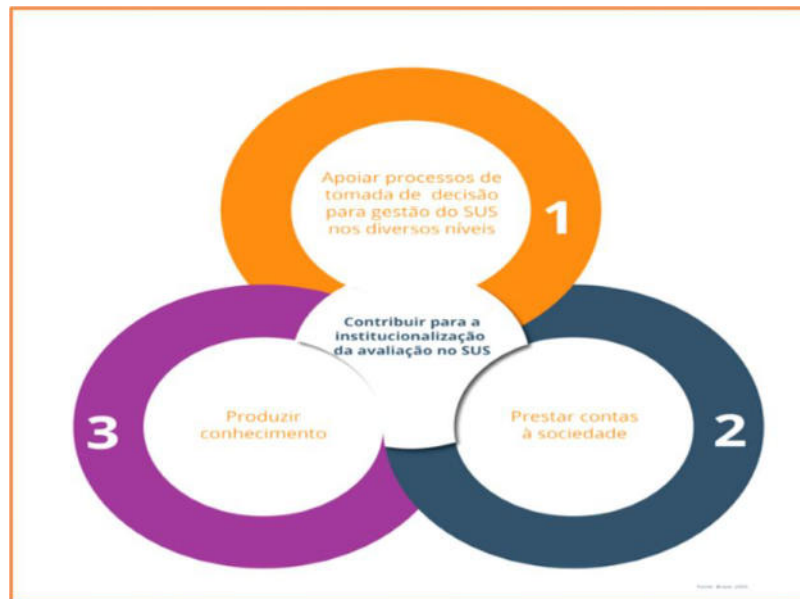 Apoiar processos de
tomada de decisão
para gestão do SUS
nos diversos níveis
1
Contribuir para a
institucionalização
da avaliação no SUS
3
Produzir
conhecimento
Prestar contas
à sociedade
2